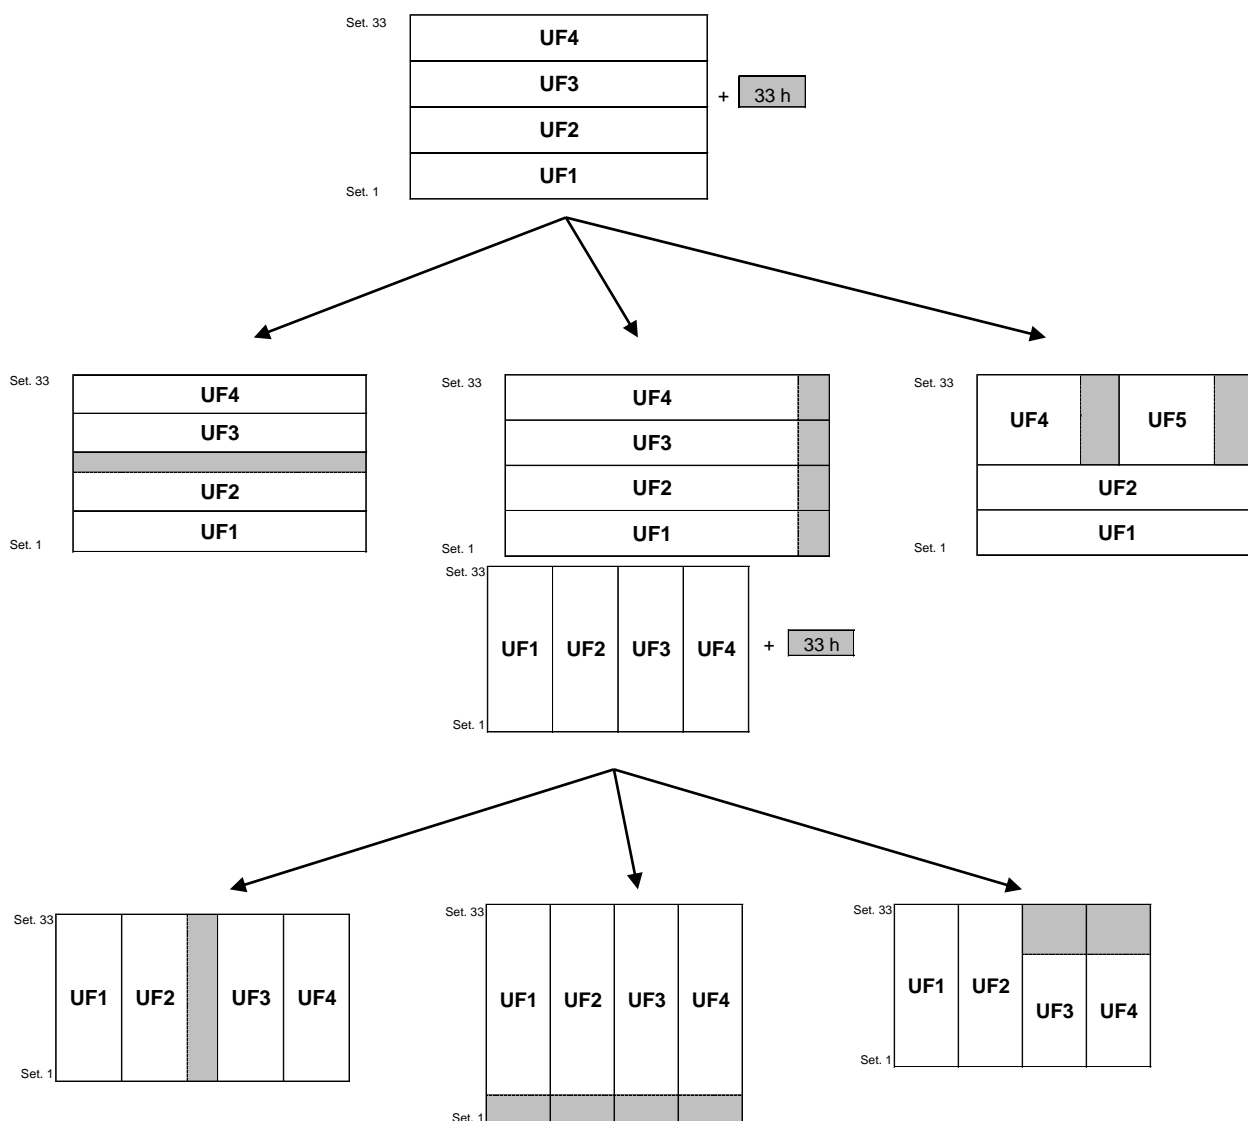 Set. 33
UF4
UF3
+ 33 h
UF2
UF1
Set. 1
Set. 33
UF4
UF3
UF2
UF1
Set. 1
Set. 33
UF4
UF3
UF2
UF1
Set. 1
Set. 33
UF4 UF5
UF2
UF1
Set. 1
Set. 33
UF1 UF2 UF3 UF4 + 33 h
Set. 1
Set. 33
UF1 UF2 UF3 UF4
Set. 1
Set. 33
UF1 UF2 UF3 UF4
Set. 1
Set. 33
UF1 UF2
UF3 UF4
Set. 1